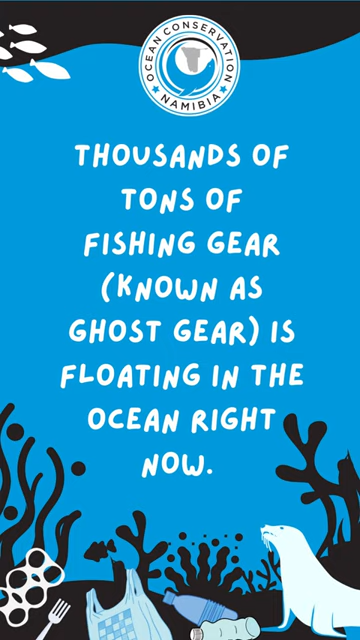 OCEAN CONSERVATION
NAMIBIA
THOUSANDS OF
TONS OF
FISHING GEAR
(KNOWN AS
GHOST GEAR) IS
FLOATING IN THE
OCEAN RIGHT
NOW.